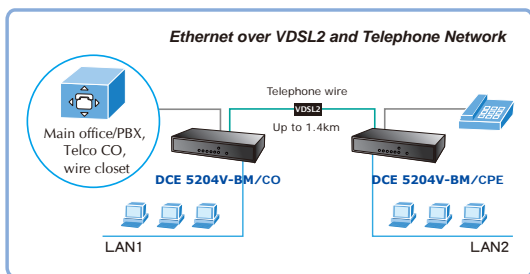 Ethernet over VDSL2 and Telephone Network
Main office/PBX,
Telco CO,
wire closet
Telephone wire
VDSL2
Up to 1.4km
DCE 5204V-BM/CO
DCE 5204V-BM/CPE
LAN1
LAN2